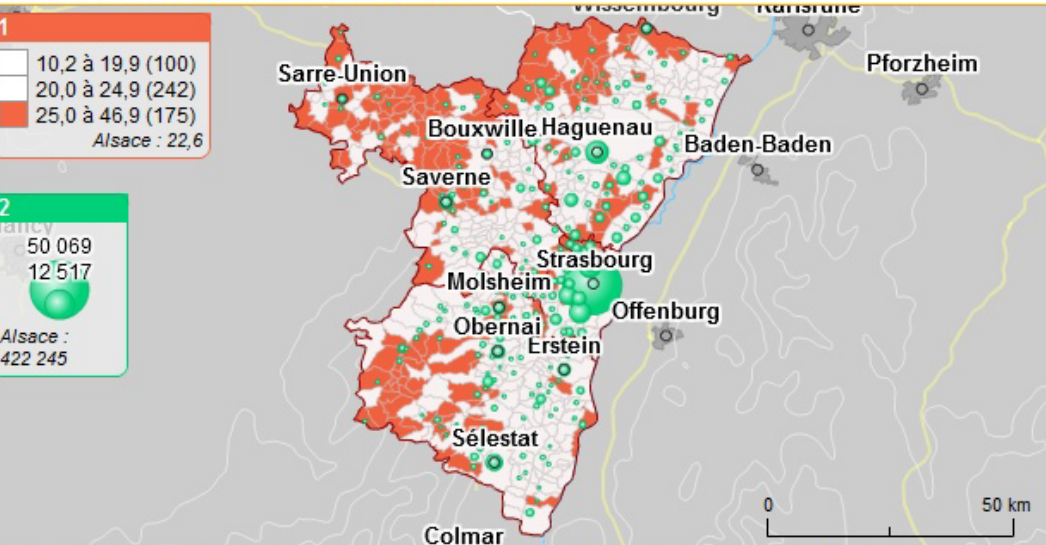 1
10,2 à 19,9 (100)
20,0 à 24,9 (242)
25,0 à 46,9 (175)
Alsace : 22,6
2
50 069
12 517
Alsace :
422 245
Wissembourg
Karlsruhe
Pforzheim
Sarre-Union
Bouxwille
Haguenau
Baden-Baden
Saverne
Strasbourg
Molsheim
Offenburg
Obernai
Erstein
Sélestat
Colmar
0
50 km